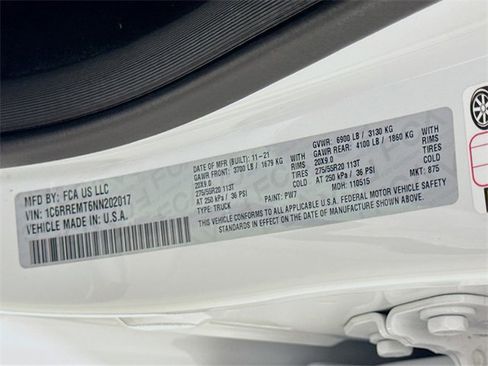 MFD BY: FCA US LLC
DATE OF MFR (BUILT): 11-21
GVWR: 6900 LB / 3130 KG
GAWR FRONT: 3700 LB / 1679 KG WITH
GAWR REAR: 4100 LB / 1860 KG WITH
20X9.0 RIMS
20X9.0 RIMS
275/55R20 113T TIRES
275/55R20 113T TIRES
AT 250 kPa / 36 PSI COLD
AT 250 kPa / 36 PSI COLD
VIN: 1C6RREMT6NN202017
TYPE: TRUCK
PAINT: PW7
MDH: 110515
MKT: 875
VEHICLE MADE IN: U.S.A.
THIS VEHICLE CONFORMS TO ALL APPLICABLE U.S.A. FEDERAL MOTOR VEHICLE SAFETY
STANDARDS IN EFFECT ON THE DATE OF MANUFACTURE SHOWN ABOVE.